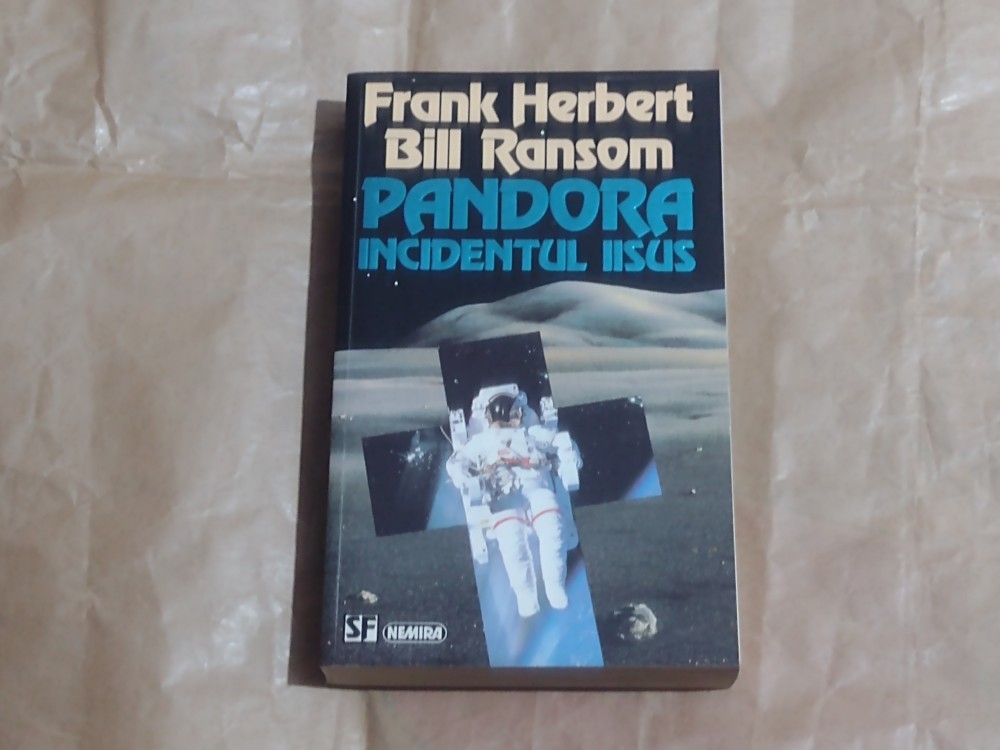 Frank Herbert
Bill Ransom
PANDORA
INCIDENTUL IISUS
SF NEMIRA